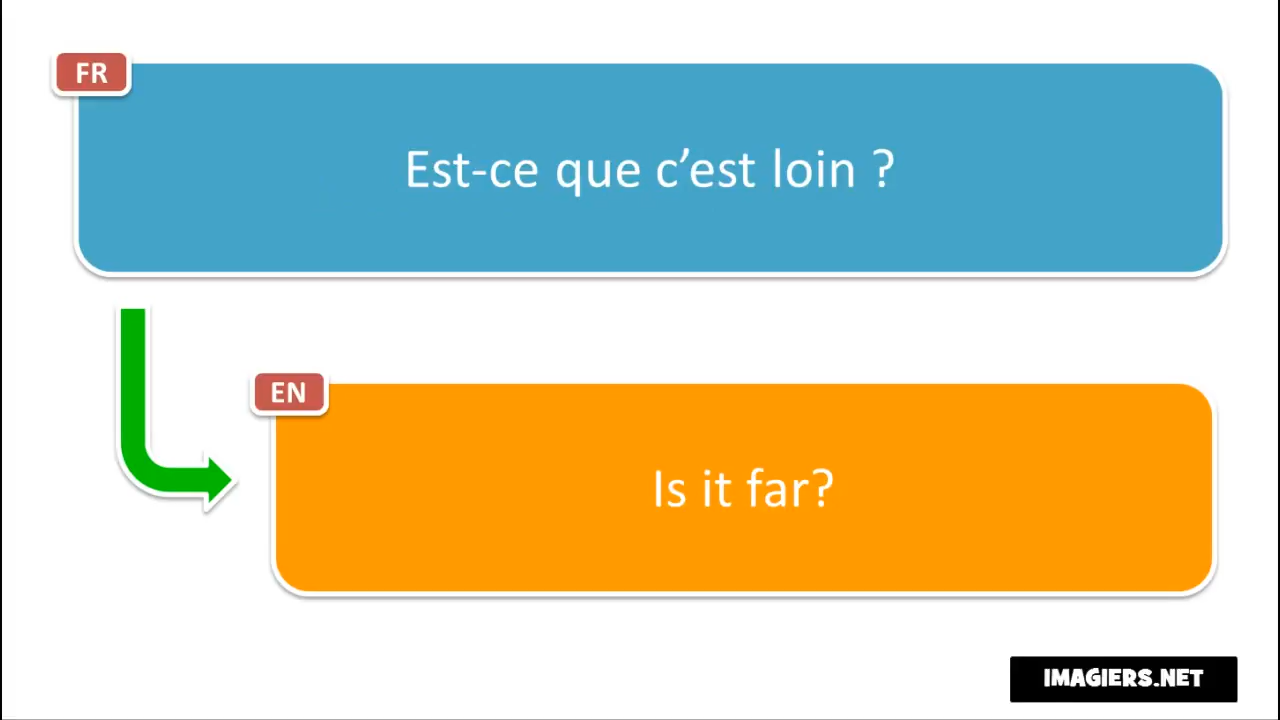 FR
Est-ce que c’est loin ?
EN
Is it far?
IMAGIERS.NET